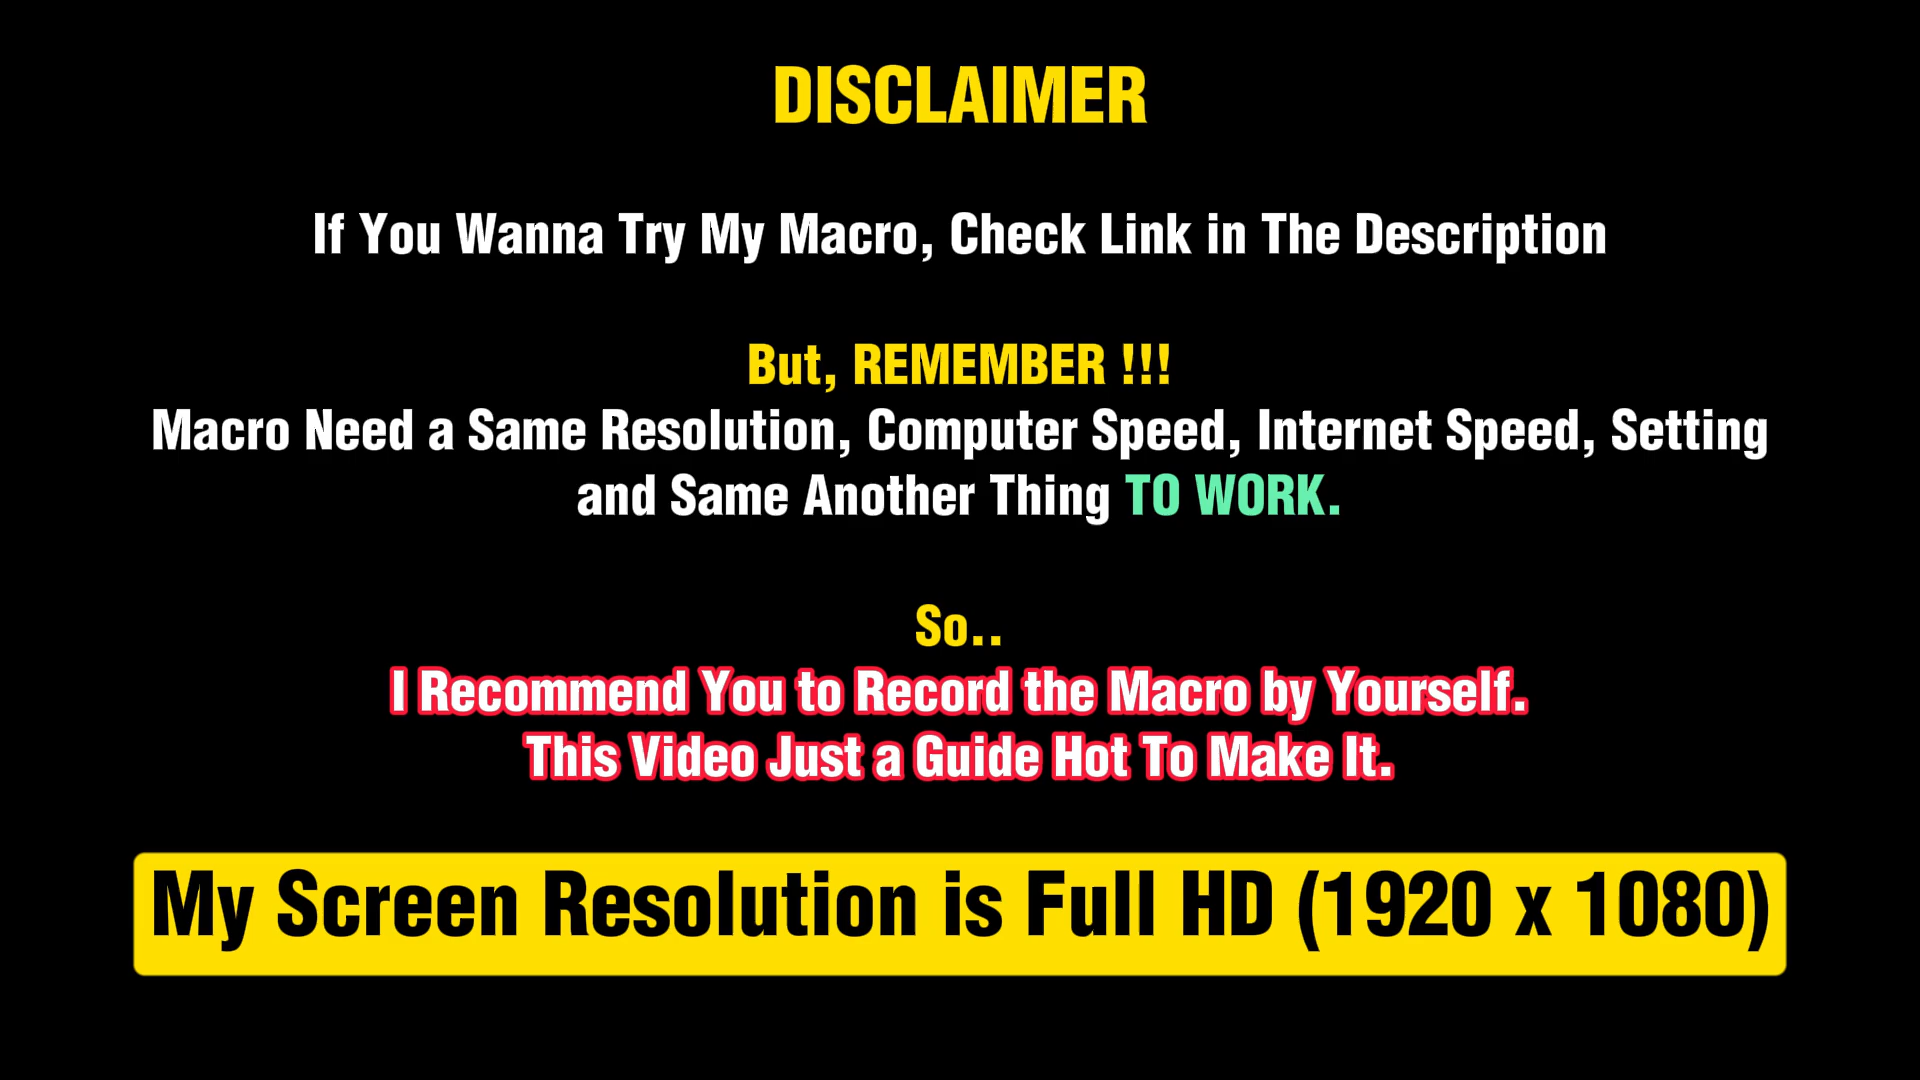 DISCLAIMER
If You Wanna Try My Macro, Check Link in The Description
But, REMEMBER !!!
Macro Need a Same Resolution, Computer Speed, Internet Speed, Setting
and Same Another Thing TO WORK.
So..
I Recommend You to Record the Macro by Yourself.
This Video Just a Guide Hot To Make It.
My Screen Resolution is Full HD (1920 x 1080)